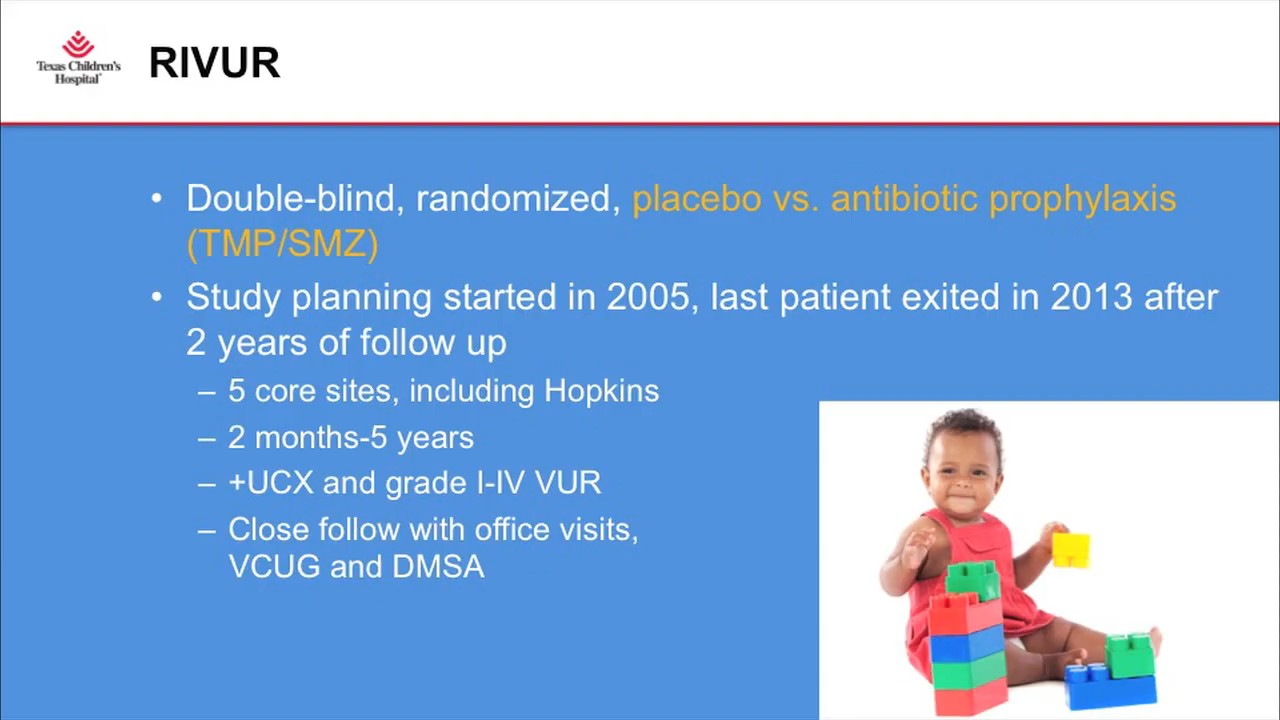 Texas Children's
Hospital
RIVUR
• Double-blind, randomized, placebo vs. antibiotic prophylaxis
(TMP/SMZ)
• Study planning started in 2005, last patient exited in 2013 after
2 years of follow up
– 5 core sites, including Hopkins
– 2 months-5 years
– +UCX and grade I-IV VUR
– Close follow with office visits,
VCUG and DMSA